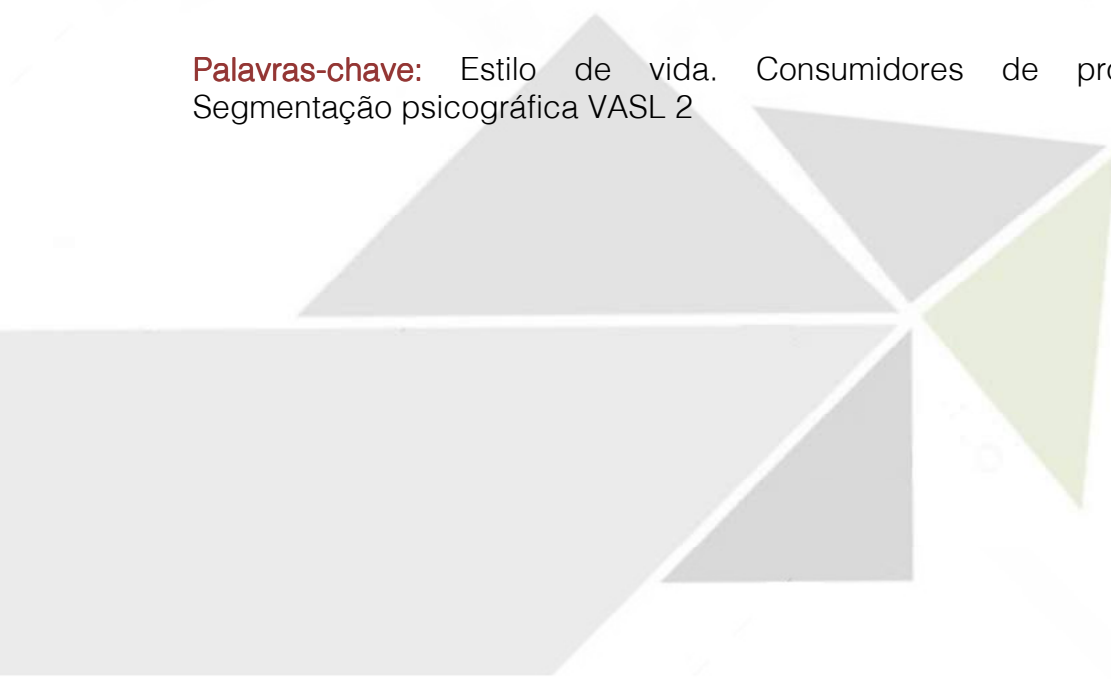 Palavras-chave: Estilo de vida. Consumidores de
Segmentação psicográfica VASL 2